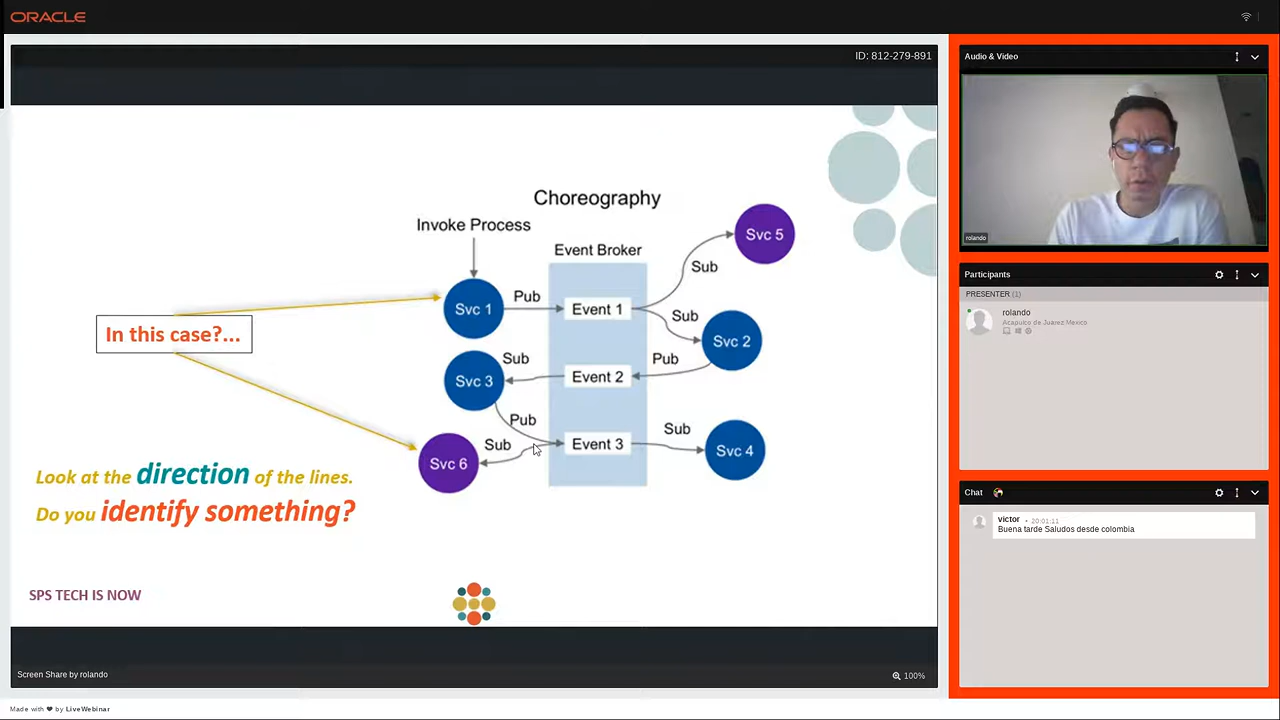 ORACLE
ID: 812-279-891
Choreography
Invoke Process
Event Broker
Svc 5
Sub
Svc 1
Pub
Event 1
Sub
Svc 2
In this case?...
Pub
Sub
Svc 3
Event 2
Pub
Sub
Event 3
Sub
Svc 4
Svc 6
Look at the direction of the lines.
Do you identify something?
SPS TECH IS NOW
Screen Share by rolando
100%
Made with ❤ by LiveWebinar
Audio & Video
rolando
Participants
PRESENTER (1)
rolando
Acapulco de Juarez Mexico
Chat
victor • 20:01:21
Buena tarde Saludos desde colombia